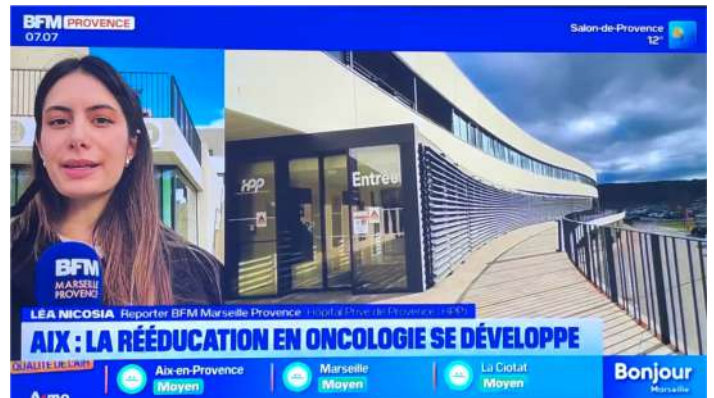 BFM PROVENCE
07.07
Salon-de-Provence
12°
HPP
Entrée
BFM
MARSEILLE
PROVENCE
LÉA NICOSIA Reporter BFM Marseille Provence Hôpital Privé de Provence (HPP)
AIX : LA RÉÉDUCATION EN ONCOLOGIE SE DÉVELOPPE
QUALITÉ DE L'AIR
Aix-en-Provence
Moyen
Marseille
Moyen
La Ciotat
Moyen
Bonjour
Marseille